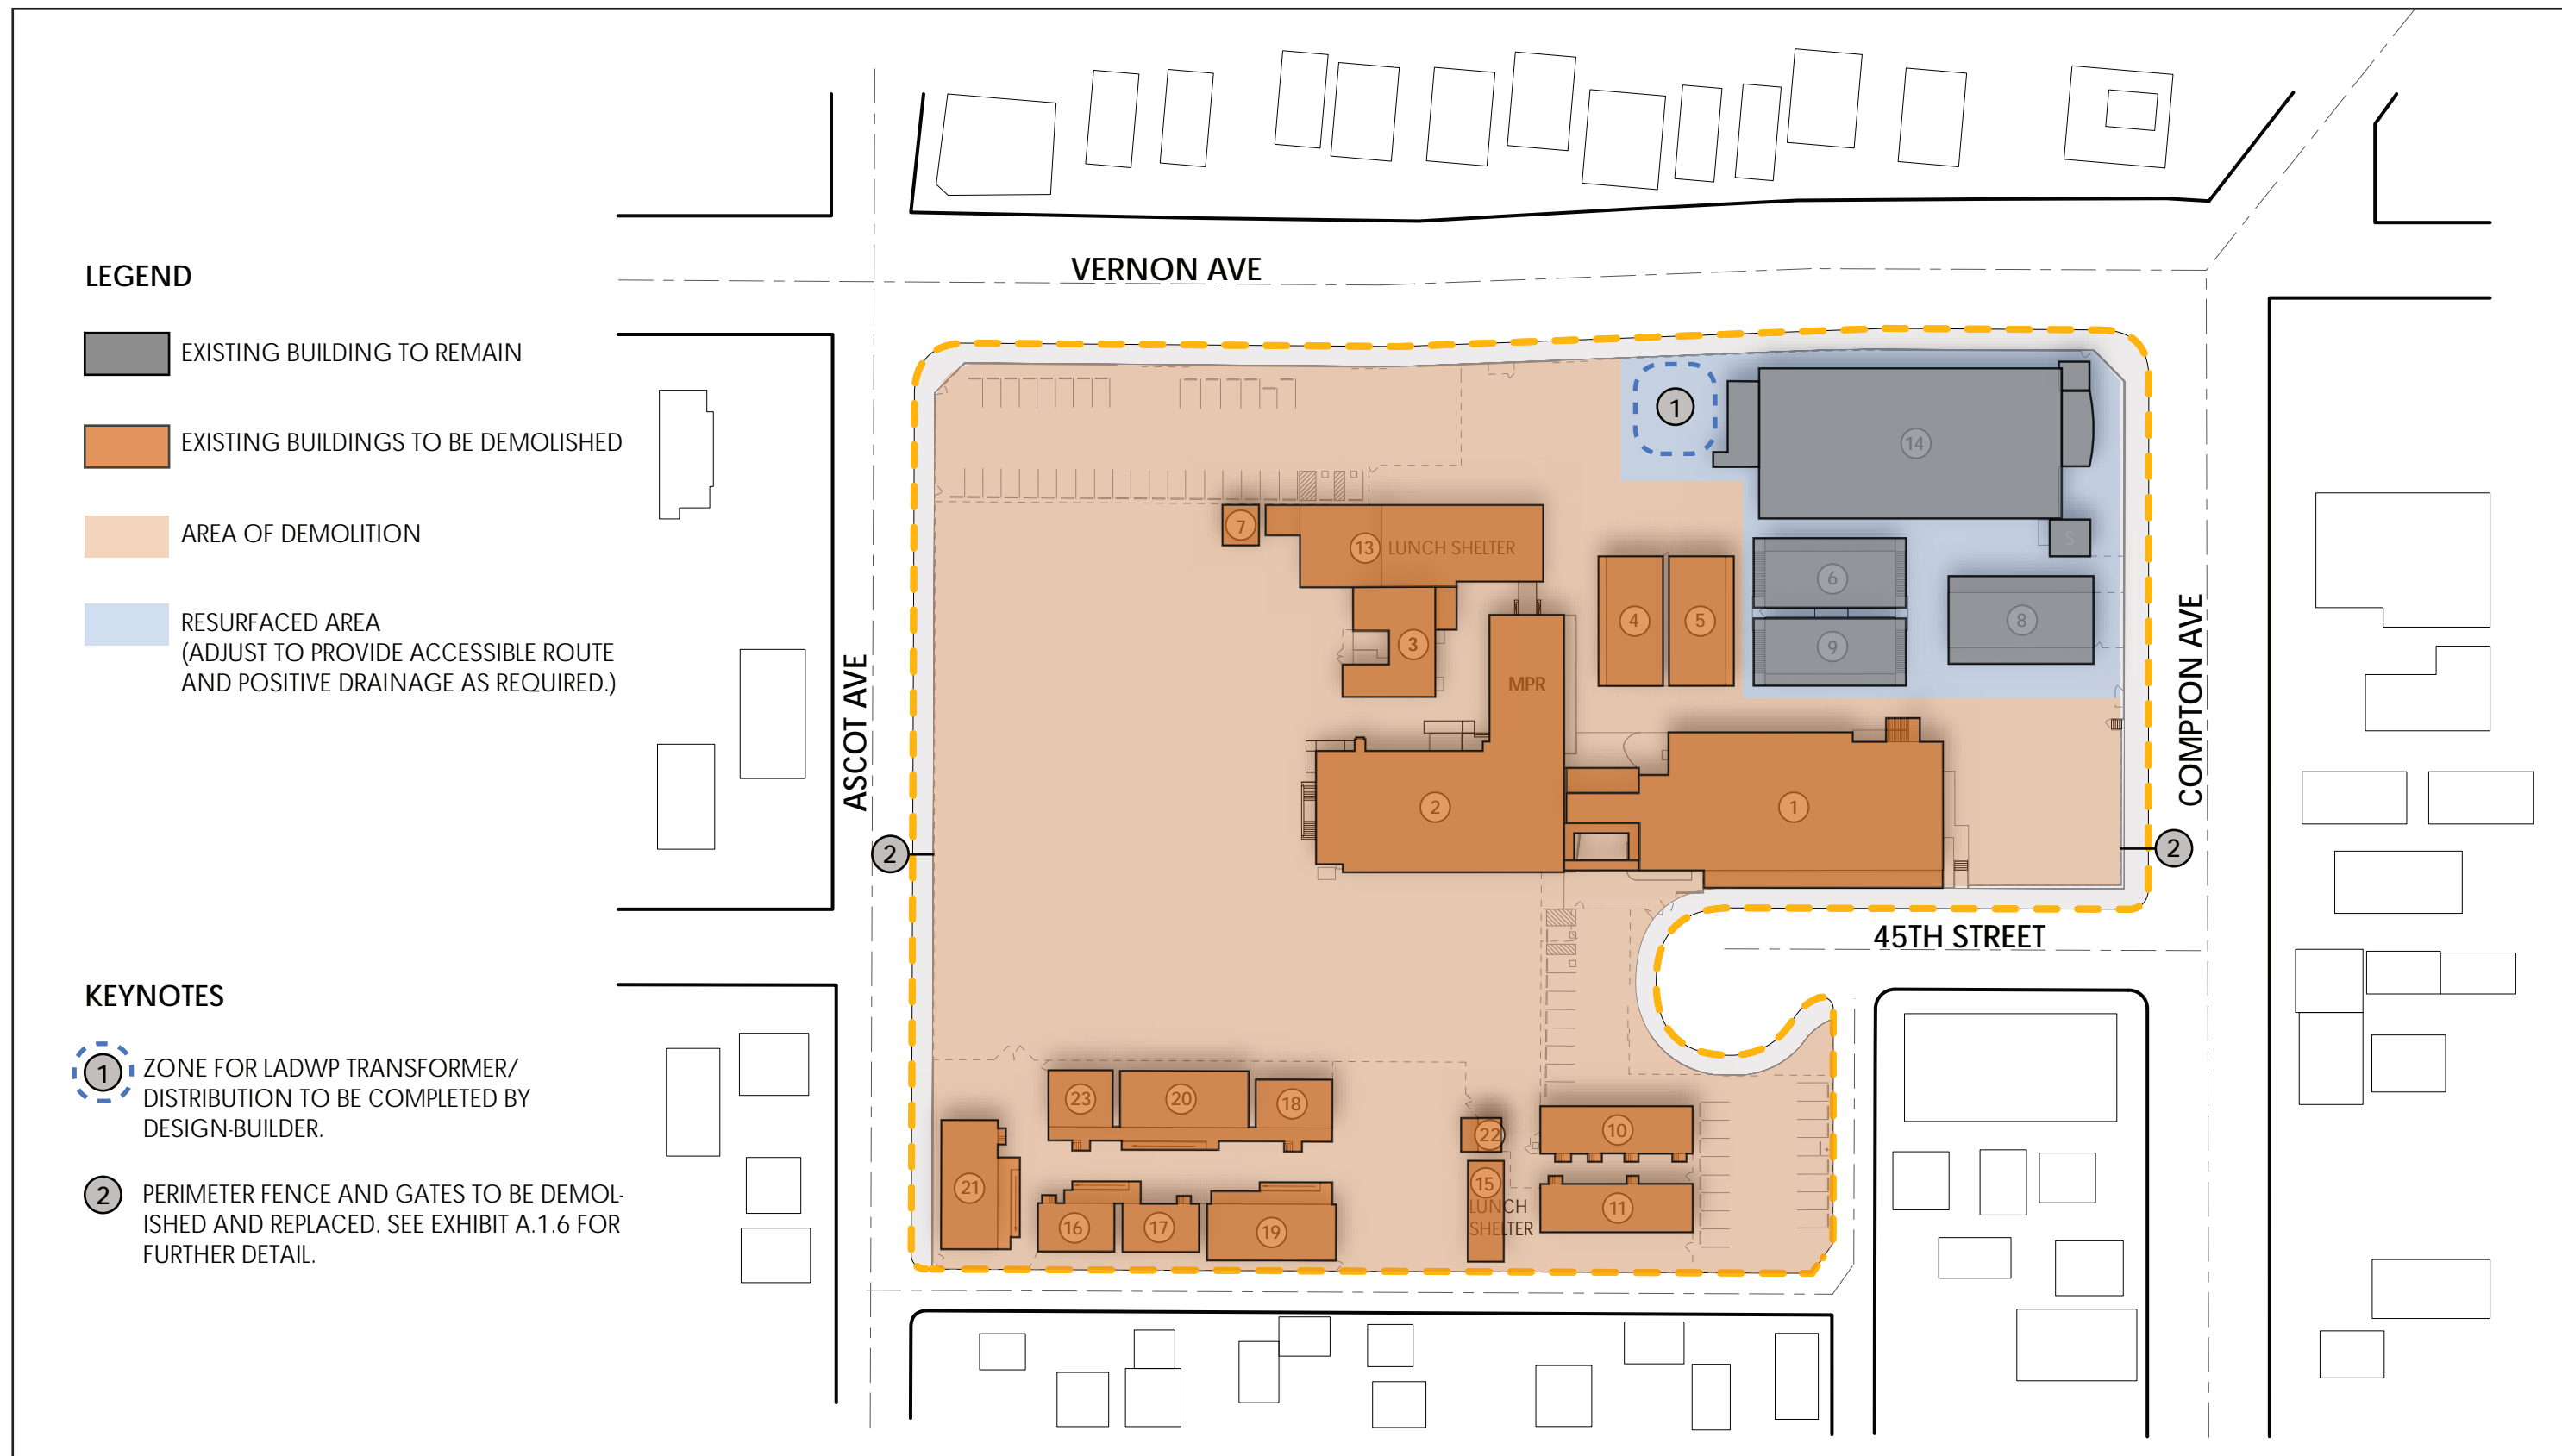 VERNON AVE
LEGEND
EXISTING BUILDING TO REMAIN
EXISTING BUILDINGS TO BE DEMOLISHED
AREA OF DEMOLITION
RESURFACED AREA
(ADJUST TO PROVIDE ACCESSIBLE ROUTE
AND POSITIVE DRAINAGE AS REQUIRED.)
KEYNOTES
1
ZONE FOR LADWP TRANSFORMER/
DISTRIBUTION TO BE COMPLETED BY
DESIGN-BUILDER.
2
PERIMETER FENCE AND GATES TO BE DEMOL-
ISHED AND REPLACED. SEE EXHIBIT A.1.6 FOR
FURTHER DETAIL.
ASCOT AVE
COMPTON AVE
45TH STREET
1
14
7
13 LUNCH SHELTER
S
6
4
5
8
3
9
MPR
2
1
2
2
23
20
18
22
10
21
15
LUNCH
SHELTER
11
16
17
19